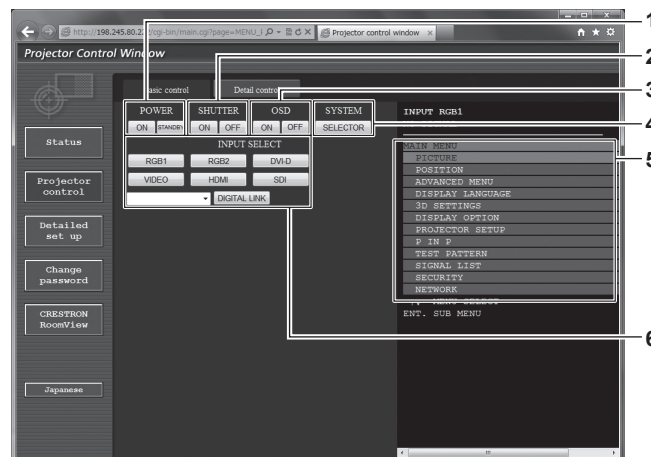 http://198.245.80.2 /cgi-bin/main.cgi?page=MENU_
Projector control window
Projector Control Window
control
Detail control
POWER SHUTTER OSD SYSTEM
ON STANDBY ON OFF ON OFF SELECTOR
INPUT SELECT
RGB1 RGB2 DVI-D
VIDEO HDMI SDI
DIGITAL LINK
Status
Projector
control
Detailed
set up
Change
password
CRESTRON
RoomView
Japanese
INPUT RGB1
MAIN MENU
PICTURE
POSITION
ADVANCED MENU
DISPLAY LANGUAGE
3D SETTINGS
DISPLAY OPTION
PROJECTOR SETUP
P IN P
TEST PATTERN
SIGNAL LIST
SECURITY
NETWORK
MENU SELECT
ENT. SUB MENU
1
2
3
4
5
6